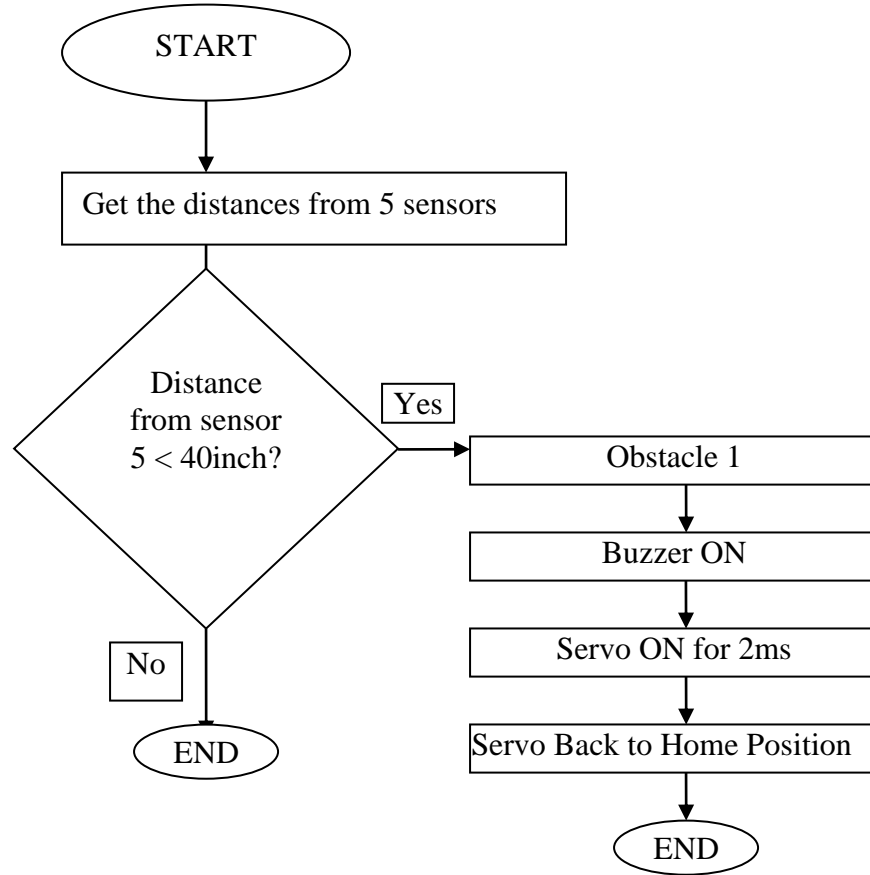 START
Get the distances from 5 sensors
Distance
from sensor
5 < 40inch?
Yes
Obstacle 1
Buzzer ON
Servo ON for 2ms
Servo Back to Home Position
END
No
END